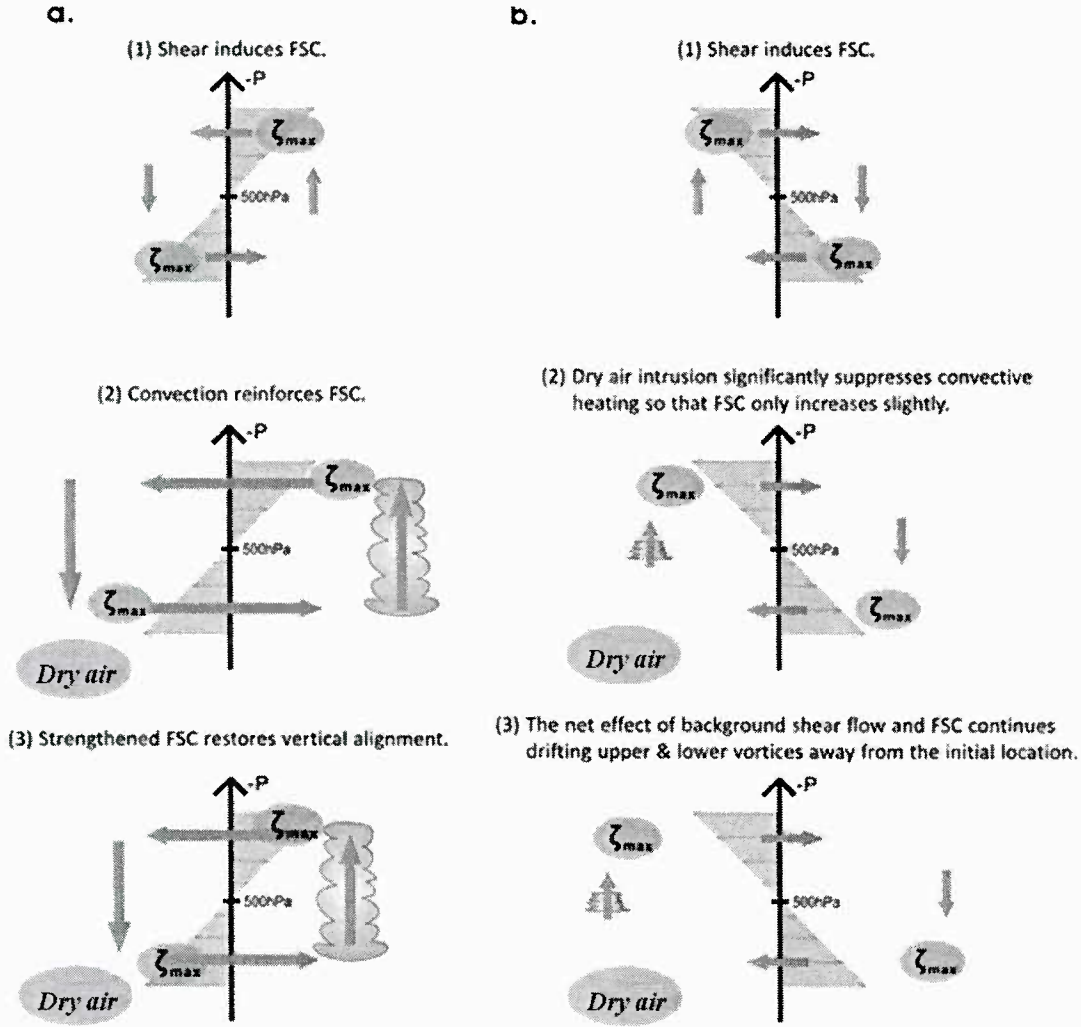 a.
(1) Shear induces FSC.
-P
ζmax
500hPa
ζmax
(2) Convection reinforces FSC.
-P
ζmax
500hPa
ζmax
Dry air
(3) Strengthened FSC restores vertical alignment.
-P
ζmax
500hPa
ζmax
Dry air
b.
(1) Shear induces FSC.
-P
ζmax
500hPa
ζmax
(2) Dry air intrusion significantly suppresses convective
heating so that FSC only increases slightly.
-P
ζmax
500hPa
ζmax
Dry air
(3) The net effect of background shear flow and FSC continues
drifting upper & lower vortices away from the initial location.
-P
ζmax
500hPa
ζmax
Dry air